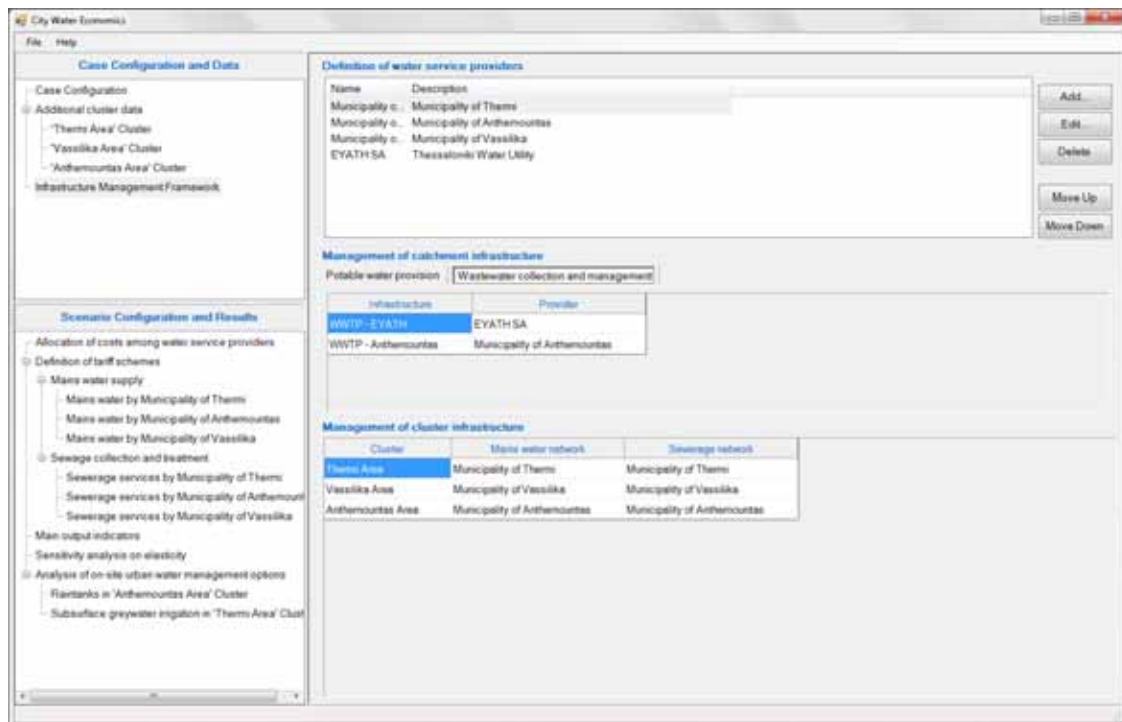 City Water Economics
File Help
Case Configuration and Data
Case Configuration
Additional cluster data
'Thermi Area' Cluster
'Vassilika Area' Cluster
'Anthemountas Area' Cluster
Infrastructure Management Framework
Scenario Configuration and Results
Allocation of costs among water service providers
Definition of tariff schemes
Mains water supply
Mains water by Municipality of Thermi
Mains water by Municipality of Anthemountas
Mains water by Municipality of Vassilika
Sewage collection and treatment
Sewerage services by Municipality of Thermi
Sewerage services by Municipality of Anthemount
Sewerage services by Municipality of Vassilika
Main output indicators
Sensitivity analysis on elasticity
Analysis of on-site urban water management options
Raintanks in 'Anthemountas Area' Cluster
Subsurface greywater irrigation in 'Thermi Area' Clust
Definition of water service providers
Name Description
Municipality o... Municipality of Thermi
Municipality o... Municipality of Anthemountas
Municipality o... Municipality of Vassilika
EYATH SA Thessaloniki Water Utility
Add...
Edit...
Delete
Move Up
Move Down
Management of catchment infrastructure
Potable water provision Wastewater collection and management
Infrastructure Provider
WWTP - EYATH EYATH SA
WWTP - Anthemountas Municipality of Anthemountas
Management of cluster infrastructure
Cluster Mains water network Sewerage network
Thermi Area Municipality of Thermi Municipality of Thermi
Vassilika Area Municipality of Vassilika Municipality of Vassilika
Anthemountas Area Municipality of Anthemountas Municipality of Anthemountas